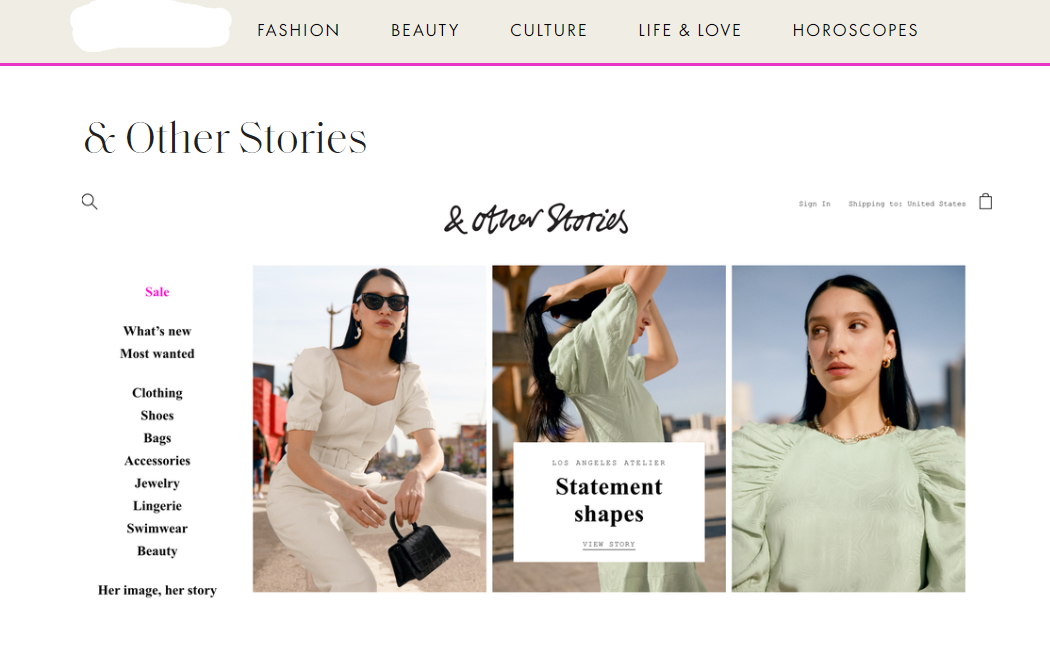 FASHION BEAUTY CULTURE LIFE & LOVE HOROSCOPES
& Other Stories
& other Stories
Sign In Shipping to: United States
Sale
What's new
Most wanted
Clothing
Shoes
Bags
Accessories
Jewelry
Lingerie
Swimwear
Beauty
Her image, her story
LOS ANGELES ATELIER
Statement
shapes
VIEW STORY